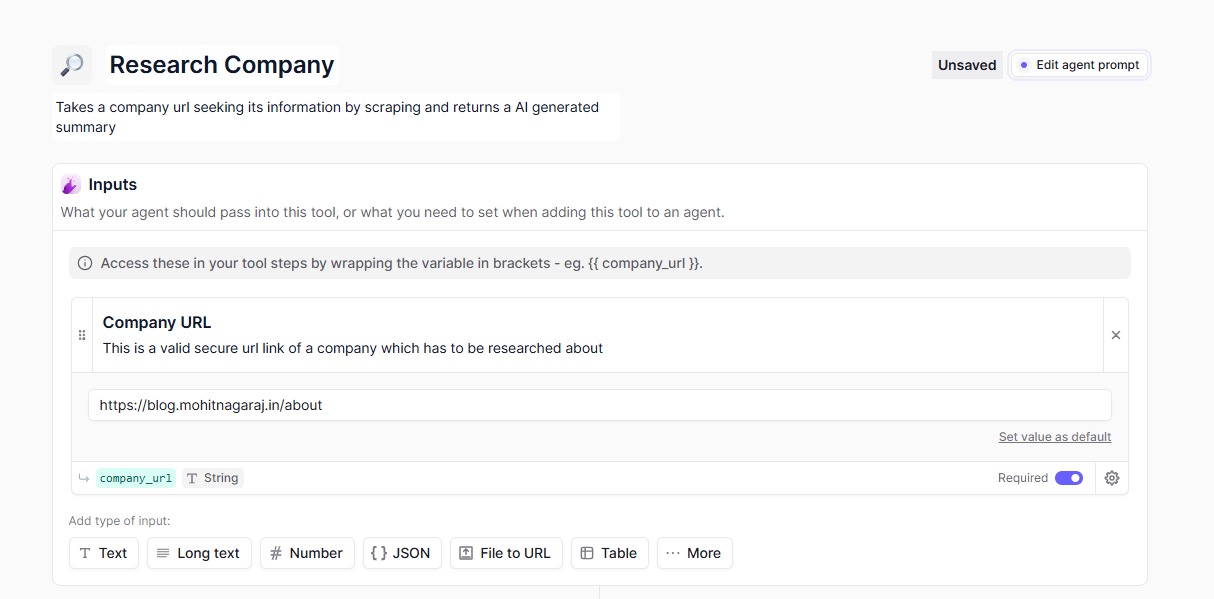 Research Company
Unsaved
Edit agent prompt
Takes a company url seeking its information by scraping and returns a AI generated
summary
Inputs
What your agent should pass into this tool, or what you need to set when adding this tool to an agent.
Access these in your tool steps by wrapping the variable in brackets - eg. {{ company_url }}.
Company URL
This is a valid secure url link of a company which has to be researched about
https://blog.mohitnagaraj.in/about
Set value as default
company_url T String
Required
Add type of input:
T Text
Long text
# Number
{ } JSON
File to URL
Table
··· More